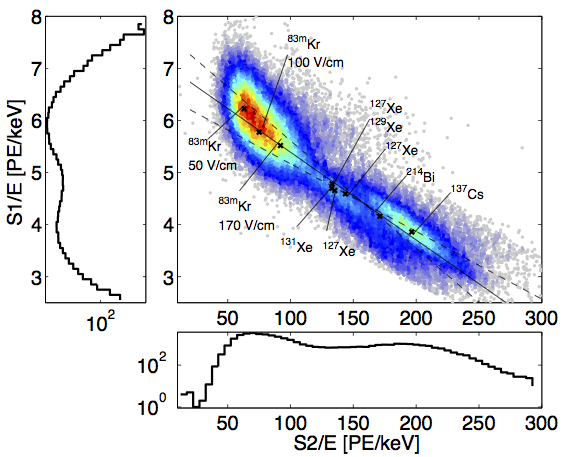 8
7
6
5
4
3
S1/E [PE/keV]
10²
8
7
6
5
4
3
⁸³ᵐKr
100 V/cm
⁸³ᵐKr
50 V/cm
⁸³ᵐKr
170 V/cm
¹²⁷Xe
¹²⁹Xe
¹²⁷Xe
²¹⁴Bi
¹³⁷Cs
¹³¹Xe
¹²⁷Xe
50 100 150 200 250 300
10²
10⁰
50 100 150 200 250 300
S2/E [PE/keV]